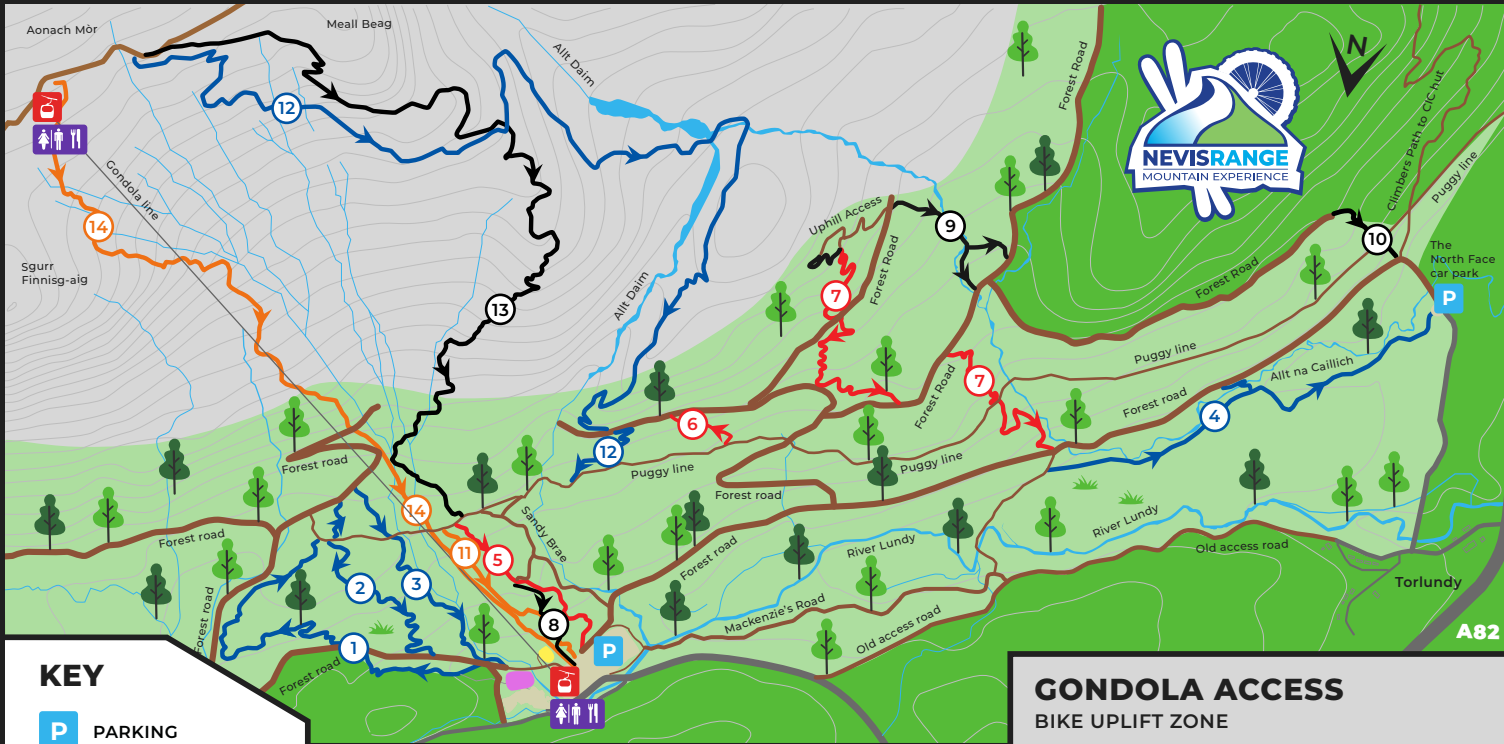 Aonach Mòr
Meall Beag
Allt Daim
Forest Road
N
Climbers Path to CIC hut
Puggy line
NEVISRANGE
MOUNTAIN EXPERIENCE
12
Gondola line
14
Sgurr
Finnisg-aig
13
Allt Daim
Uphill Access
9
Forest Road
7
10
Forest Road
The
North Face
car park
P
Puggy line
7
Forest Road
Allt na Caillich
Forest road
4
6
12
Puggy line
Puggy line
Forest road
Forest road
14
Sandy Brae
Forest road
11
5
2
3
Forest road
8
1
Forest road
Forest road
River Lundy
River Lundy
Old access road
Mackenzie's Road
Old access road
Torlundy
A82
P
KEY
P PARKING
GONDOLA ACCESS
BIKE UPLIFT ZONE